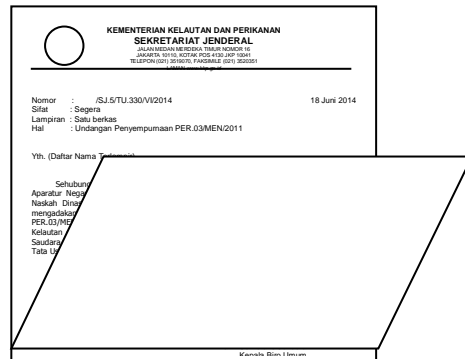 KEMENTERIAN KELAUTAN DAN PERIKANAN
SEKRETARIAT JENDERAL
JALAN MEDAN MERDEKA TIMUR NOMOR 16
JAKARTA 10110, KOTAK POS 4130 JKP 10041
TELEPON (021) 3519070, FAKSIMILE (021) 3520351
Nomor : /SJ.5/TU.330/VI/2014 18 Juni 2014
Sifat : Segera
Lampiran : Satu berkas
Hal : Undangan Penyempurnaan PER.03/MEN/2011
Yth. (Daftar Nama
Sehubung
Aparatur Nega
Naskah Dinas
mengadakan
PER.03/ME
Kelautan
Saudara
Tata Us
Kepala Biro Umum